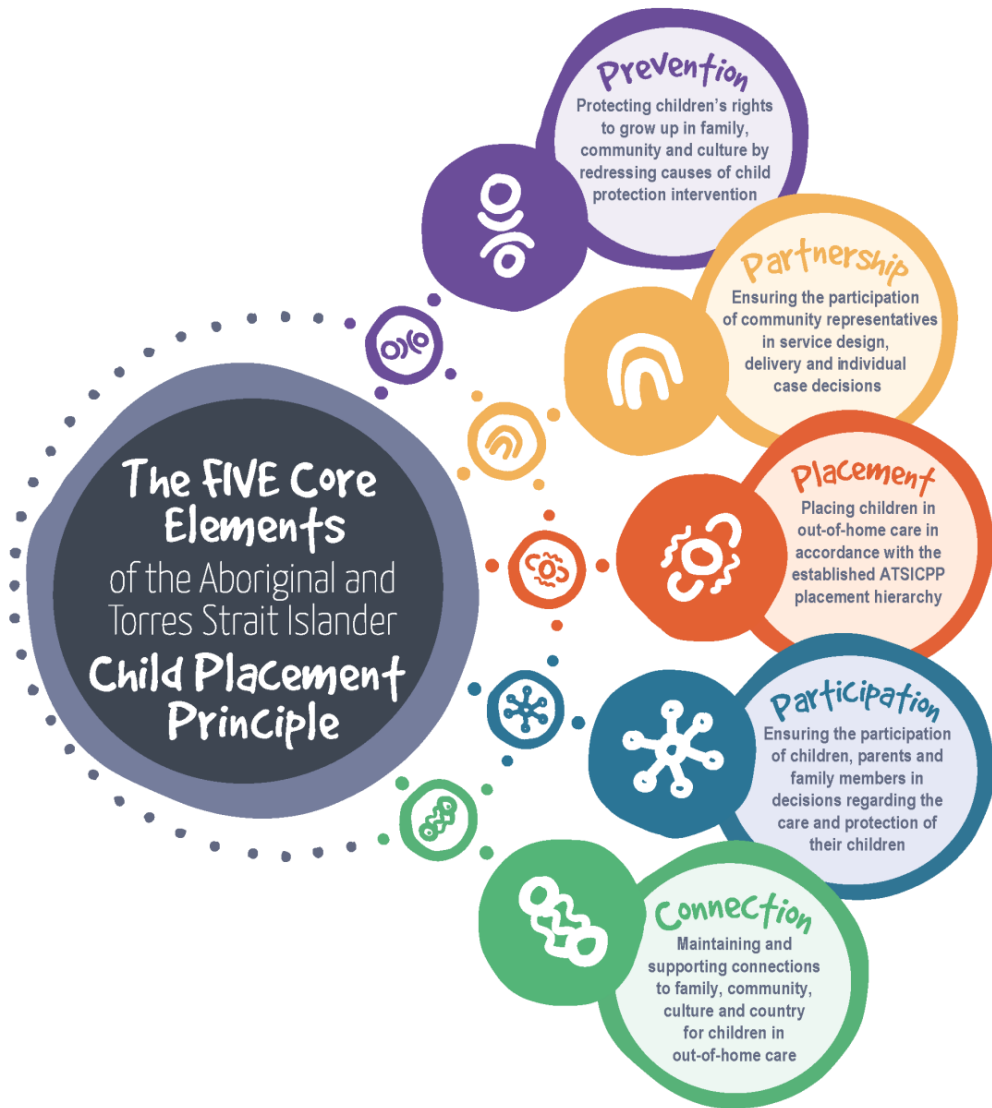 The FIVE Core
Elements
of the Aboriginal and
Torres Strait Islander
Child Placement
Principle
Prevention
Protecting children's rights
to grow up in family,
community and culture by
redressing causes of child
protection intervention
Partnership
Ensuring the participation
of community representatives
in service design,
delivery and individual
case decisions
Placement
Placing children in
out-of-home care in
accordance with the
established ATSICPP
placement hierarchy
Participation
Ensuring the participation
of children, parents and
family members in
decisions regarding the
care and protection of
their children
Connection
Maintaining and
supporting connections
to family, community,
culture and country
for children in
out-of-home care